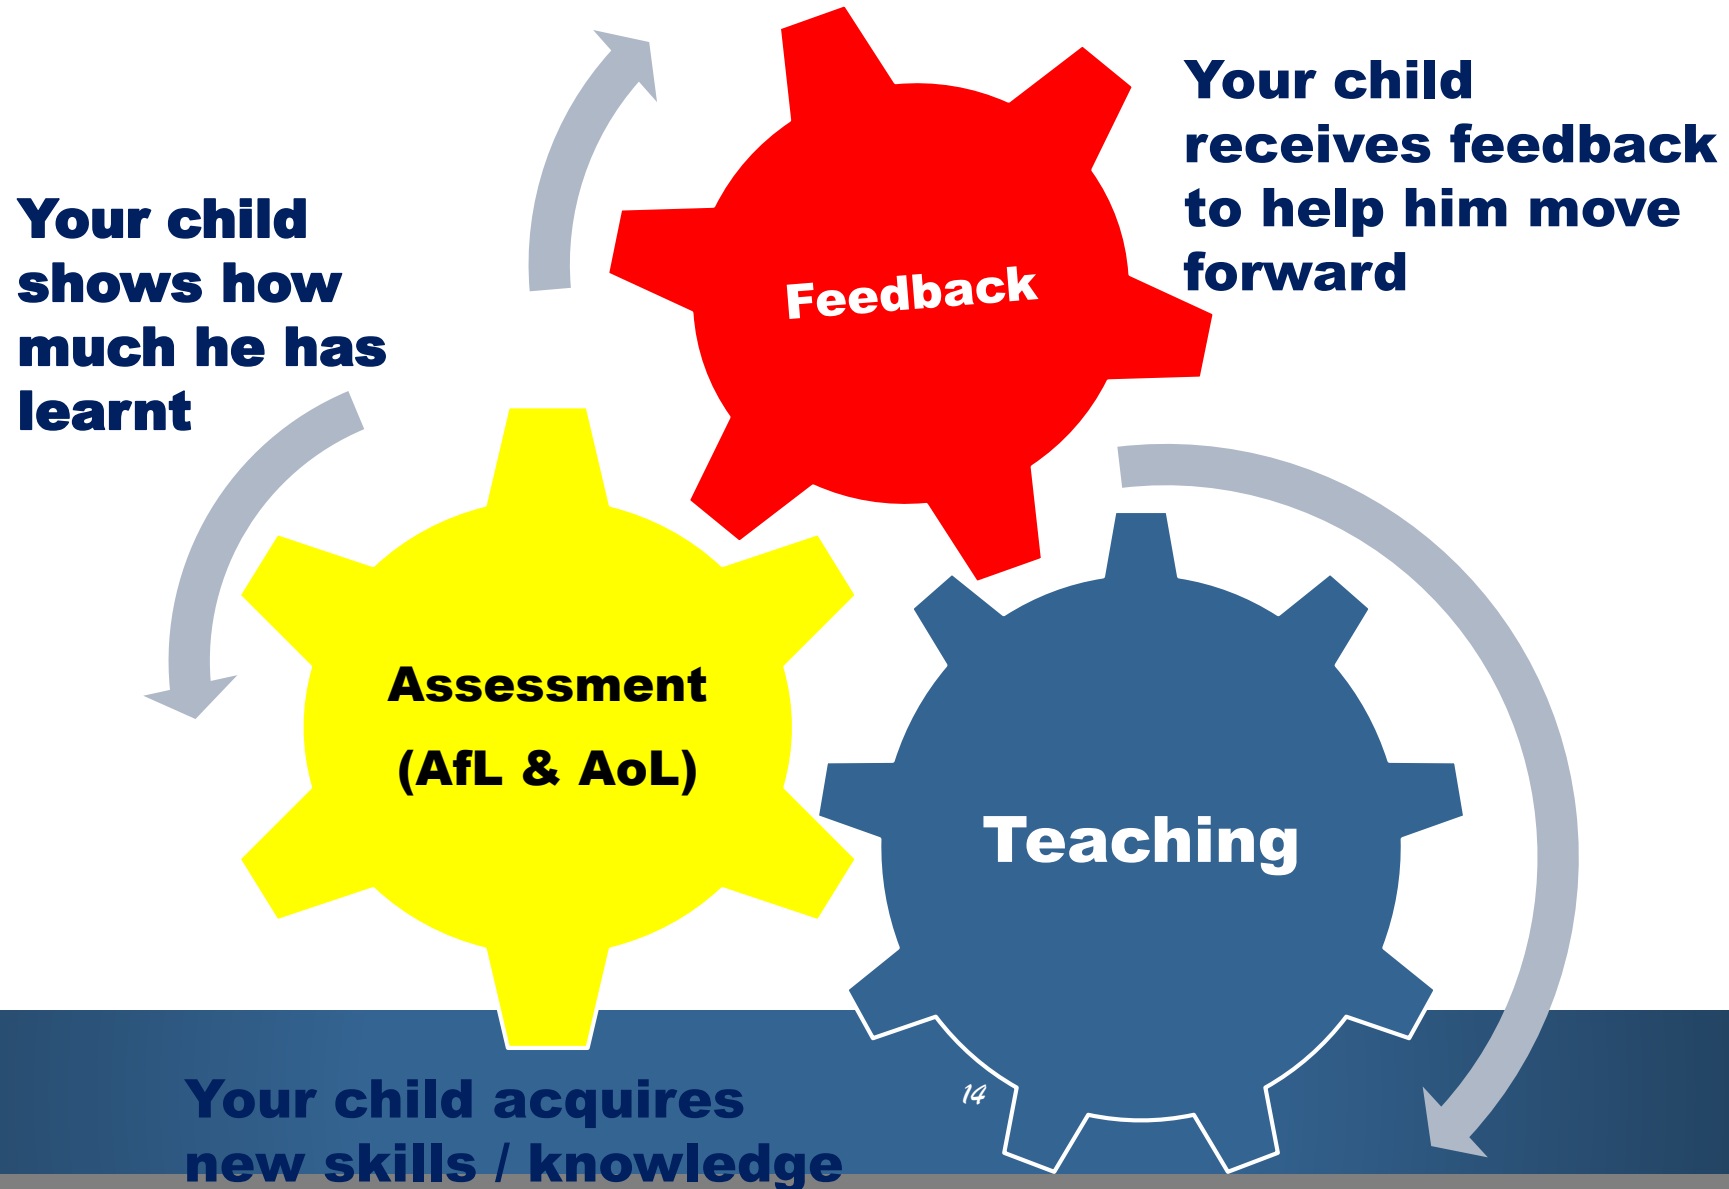 Your child
receives feedback
to help him move
forward
Your child
shows how
much he has
learnt
Feedback
Assessment
(AfL & AoL)
Teaching
14
Your child acquires
new skills / knowledge